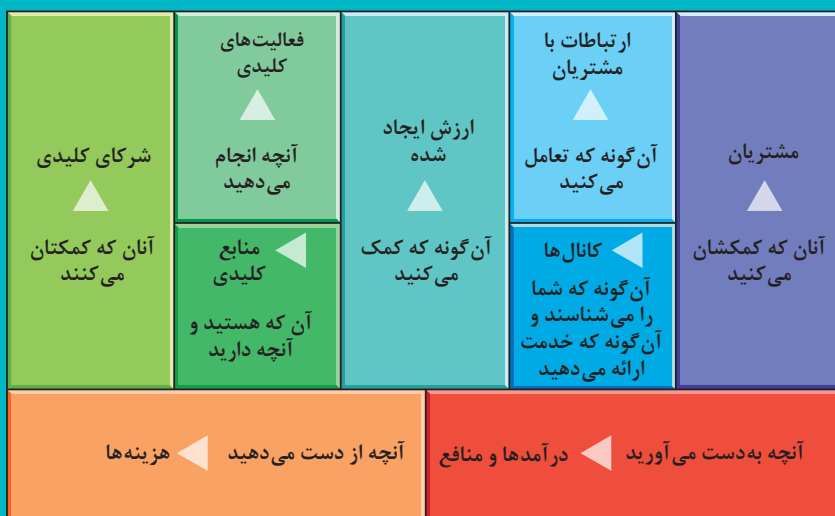 مشتریان
آنان که کمکشان
می‌کنید
ارتباطات با
مشتریان
آن‌گونه که تعامل
می‌کنید
کانال‌ها
آن‌گونه که شما
را می‌شناسند و
آن‌گونه که خدمت
ارائه می‌دهید
ارزش ایجاد
شده
آن‌گونه که کمک
می‌کنید
فعالیت‌های
کلیدی
آنچه انجام
می‌دهید
منابع
کلیدی
آن که هستید و
آنچه دارید
شرکای کلیدی
آنان که کمکتان
می‌کنند
آنچه به‌دست می‌آورید
درآمدها و منافع
آنچه از دست می‌دهید
هزینه‌ها